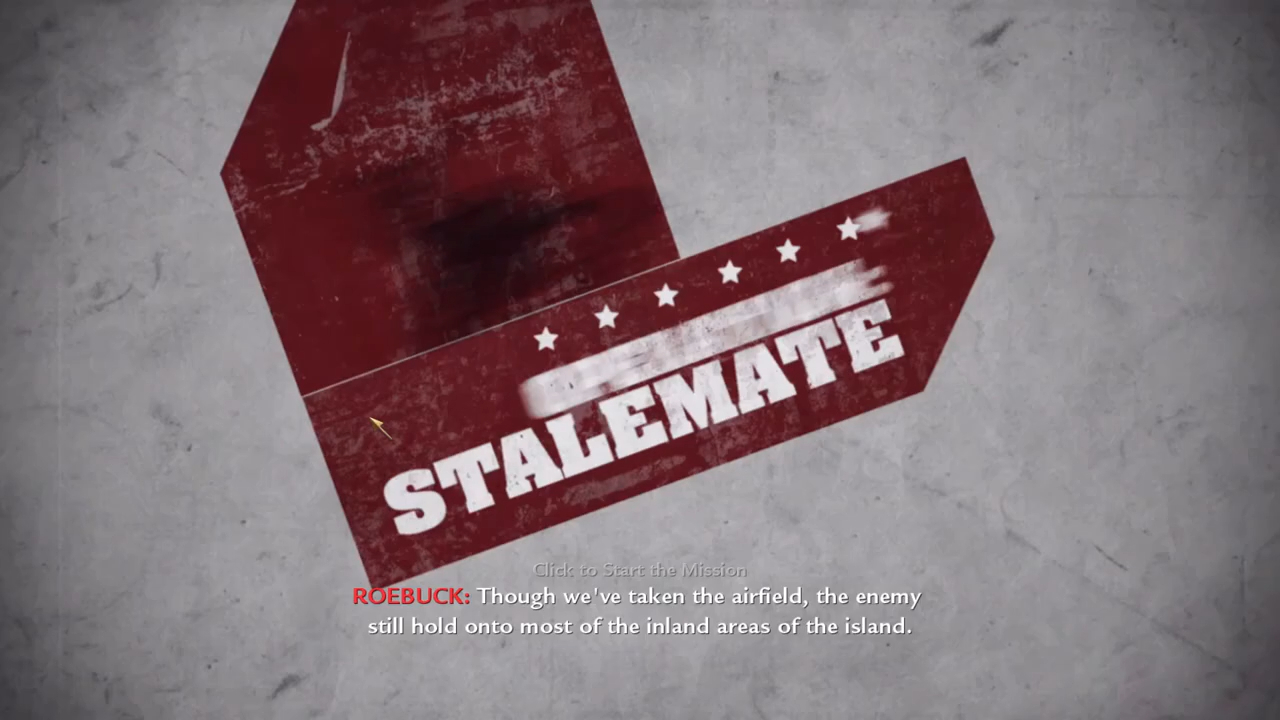 STALEMATE
Click to Start the Mission
ROEBUCK: Though we've taken the airfield, the enemy
still hold onto most of the inland areas of the island.